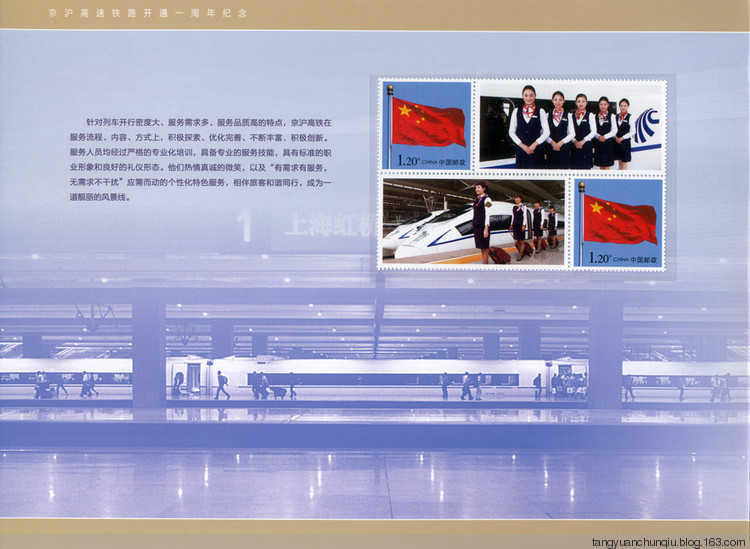 京沪高速铁路开通一周年纪念
针对列车开行密度大、服务需求多、服务品质高的特点，京沪高铁在
服务流程、内容、方式上，积极探索、优化完善、不断丰富、积极创新。
服务人员均经过严格的专业化培训，具备专业的服务技能，具有标准的职
业形象和良好的礼仪形态。他们热情真诚的微笑，以及“有需求有服务，
无需求不干扰”应需而动的个性化特色服务，相伴旅客和谐同行，成为一
道靓丽的风景线。
1.20元 CHINA 中国邮政
1.20元 CHINA 中国邮政
1 上海虹桥
tangyuanchunqiu.blog.163.com